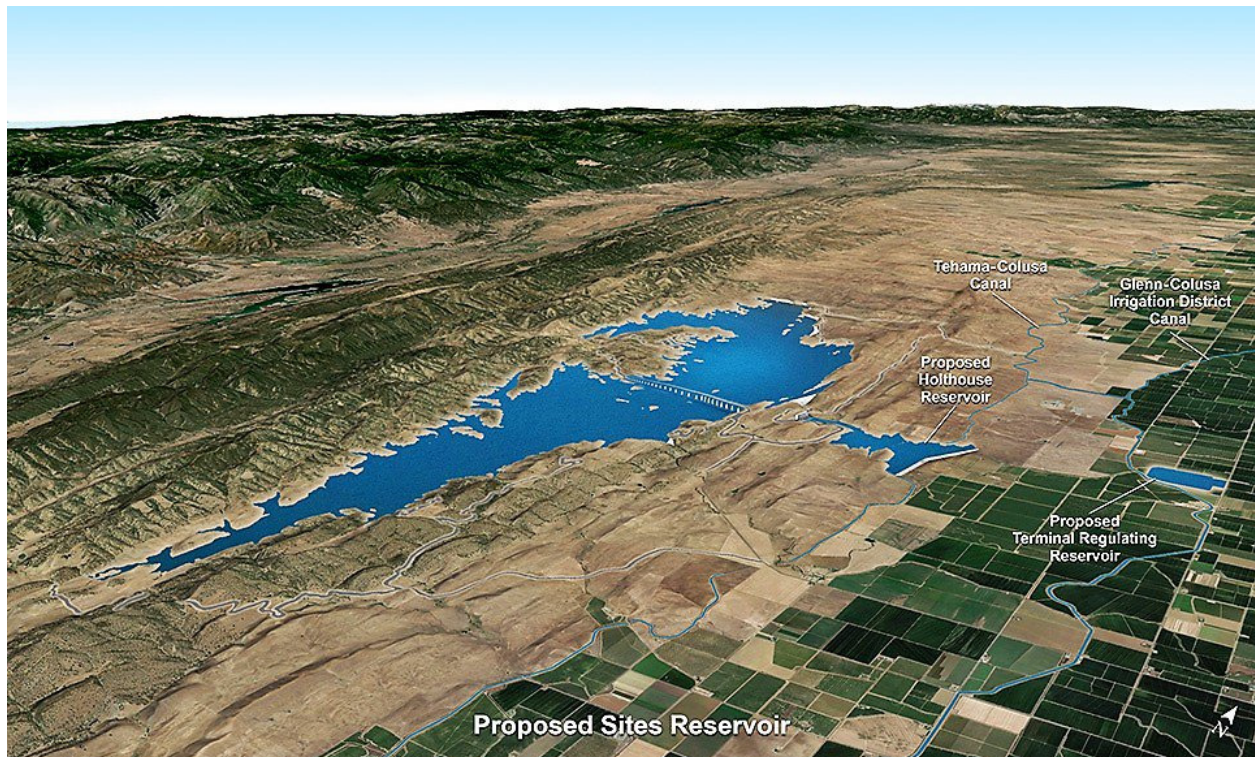 Tehama-Colusa
Canal
Glenn-Colusa
Irrigation District
Canal
Proposed
Holthouse
Reservoir
Proposed
Terminal Regulating
Reservoir
Proposed Sites Reservoir
N